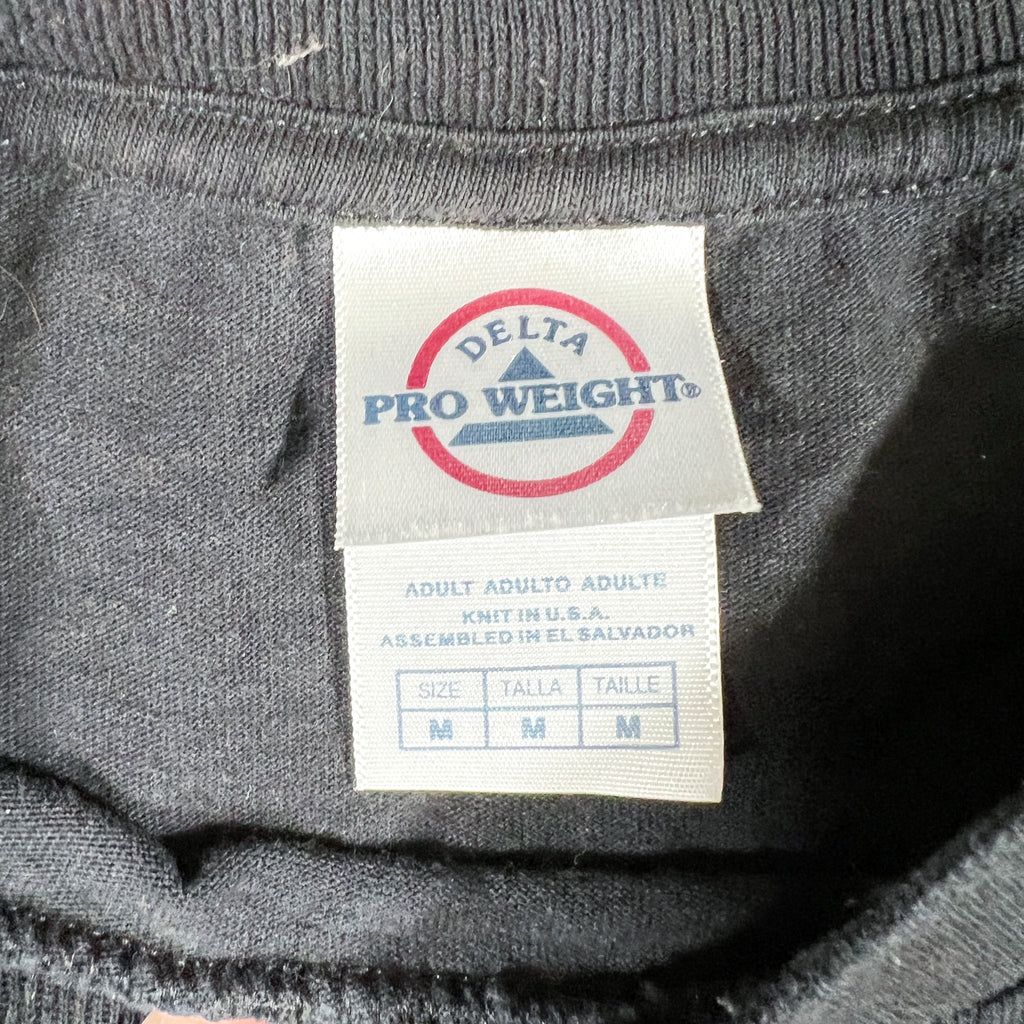 DELTA
PRO WEIGHT®
ADULT ADULTO ADULTE
KNIT IN U.S.A.
ASSEMBLED IN EL SALVADOR
SIZE TALLA TAILLE
M M M